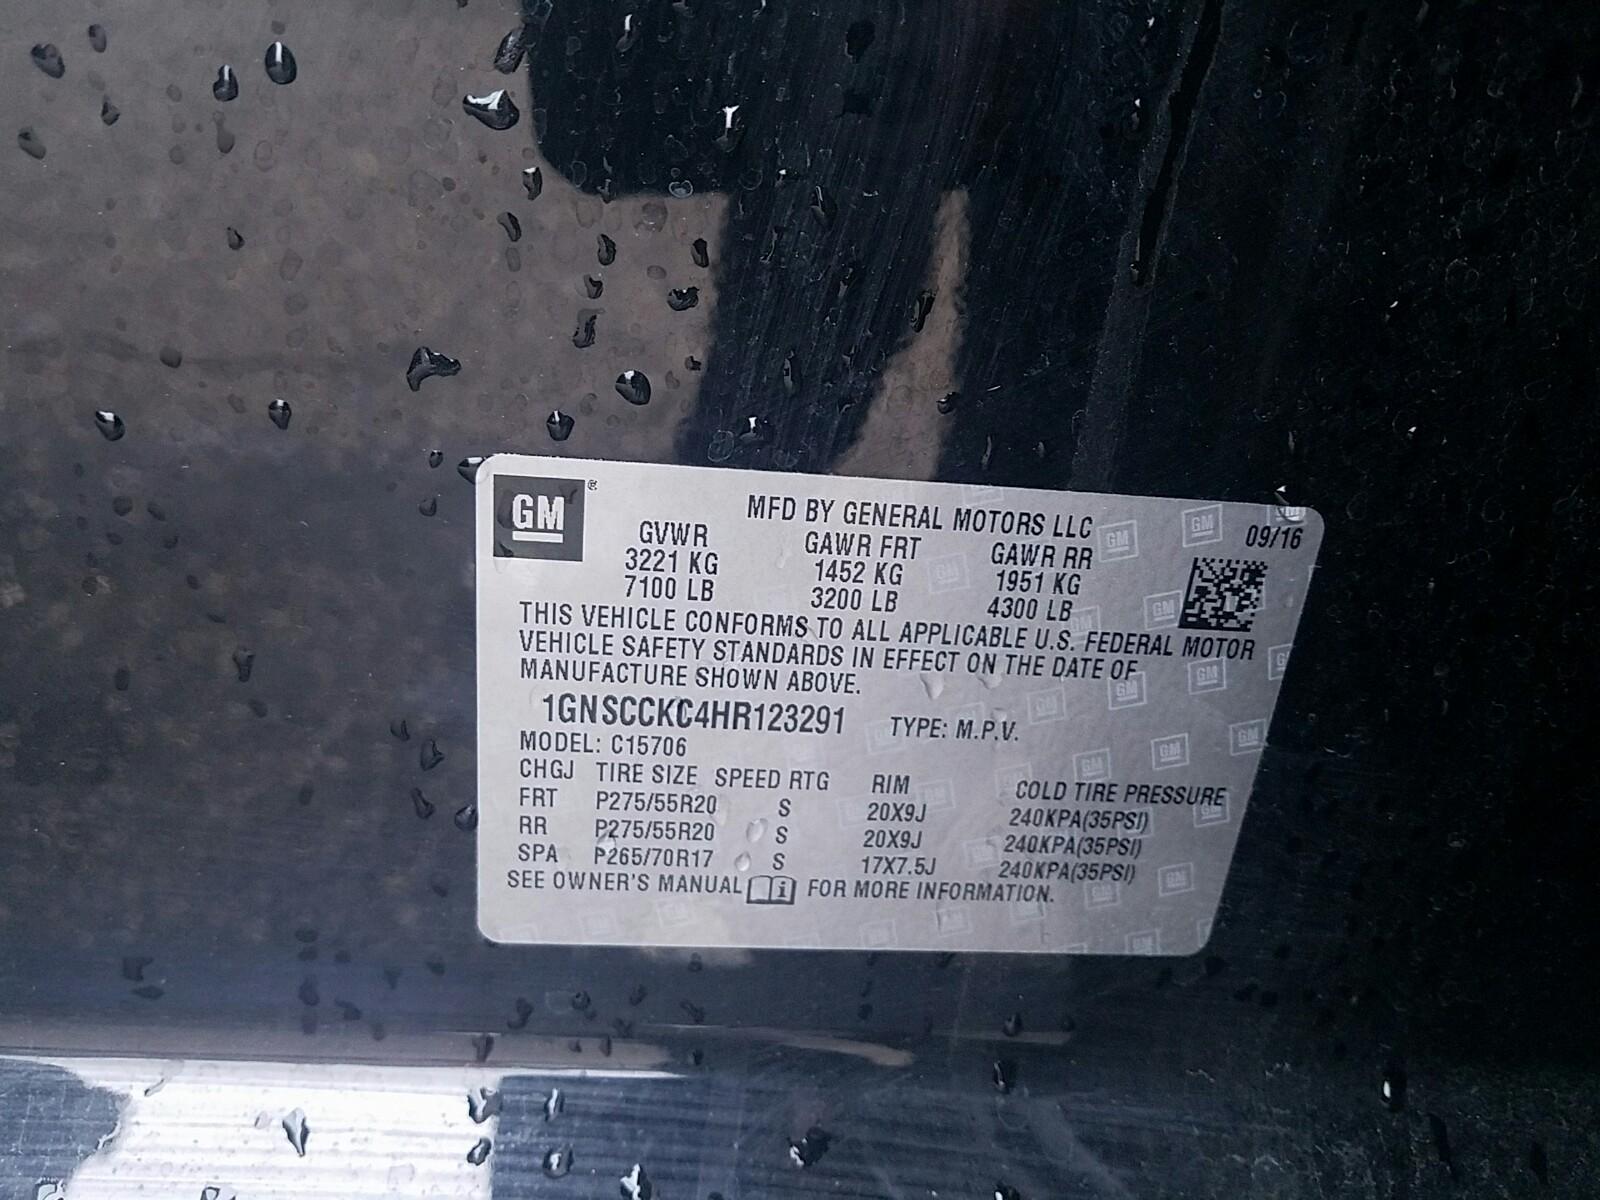 GM ®
MFD BY GENERAL MOTORS LLC 09/16
GVWR GAWR FRT GAWR RR
3221 KG 1452 KG 1951 KG
7100 LB 3200 LB 4300 LB
THIS VEHICLE CONFORMS TO ALL APPLICABLE U.S. FEDERAL MOTOR
VEHICLE SAFETY STANDARDS IN EFFECT ON THE DATE OF
MANUFACTURE SHOWN ABOVE.
1GNSCCKC4HR123291 TYPE: M.P.V.
MODEL: C15706
CHGJ TIRE SIZE SPEED RTG RIM COLD TIRE PRESSURE
FRT P275/55R20 S 20X9J 240KPA(35PSI)
RR P275/55R20 S 20X9J 240KPA(35PSI)
SPA P265/70R17 S 17X7.5J 240KPA(35PSI)
SEE OWNER'S MANUAL i FOR MORE INFORMATION.